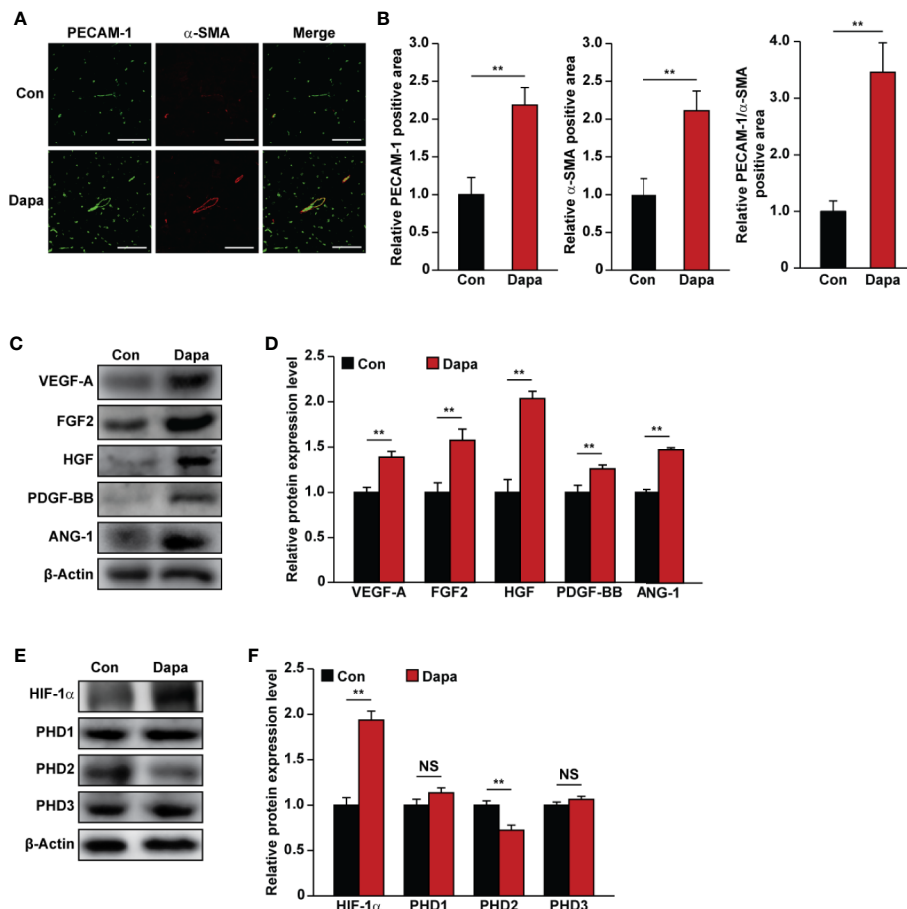 A
PECAM-1 α-SMA Merge
Con
Dapa
B
Relative PECAM-1 positive area
3.0
2.5
2.0
1.5
1.0
0.5
0
**
Con Dapa
Relative α-SMA positive area
3.0
2.5
2.0
1.5
1.0
0.5
0
**
Con Dapa
Relative PECAM-1/α-SMA
positive area
4.0
3.0
2.0
1.0
0
**
Con Dapa
C
Con Dapa
VEGF-A
FGF2
HGF
PDGF-BB
ANG-1
β-Actin
D
Relative protein expression level
2.5
2.0
1.5
1.0
0.5
0
Con Dapa
**
**
**
**
**
VEGF-A FGF2 HGF PDGF-BB ANG-1
E
Con Dapa
HIF-1α
PHD1
PHD2
PHD3
β-Actin
F
Relative protein expression level
2.5
2.0
1.5
1.0
0.5
0
Con Dapa
**
NS
**
NS
HIF-1α PHD1 PHD2 PHD3